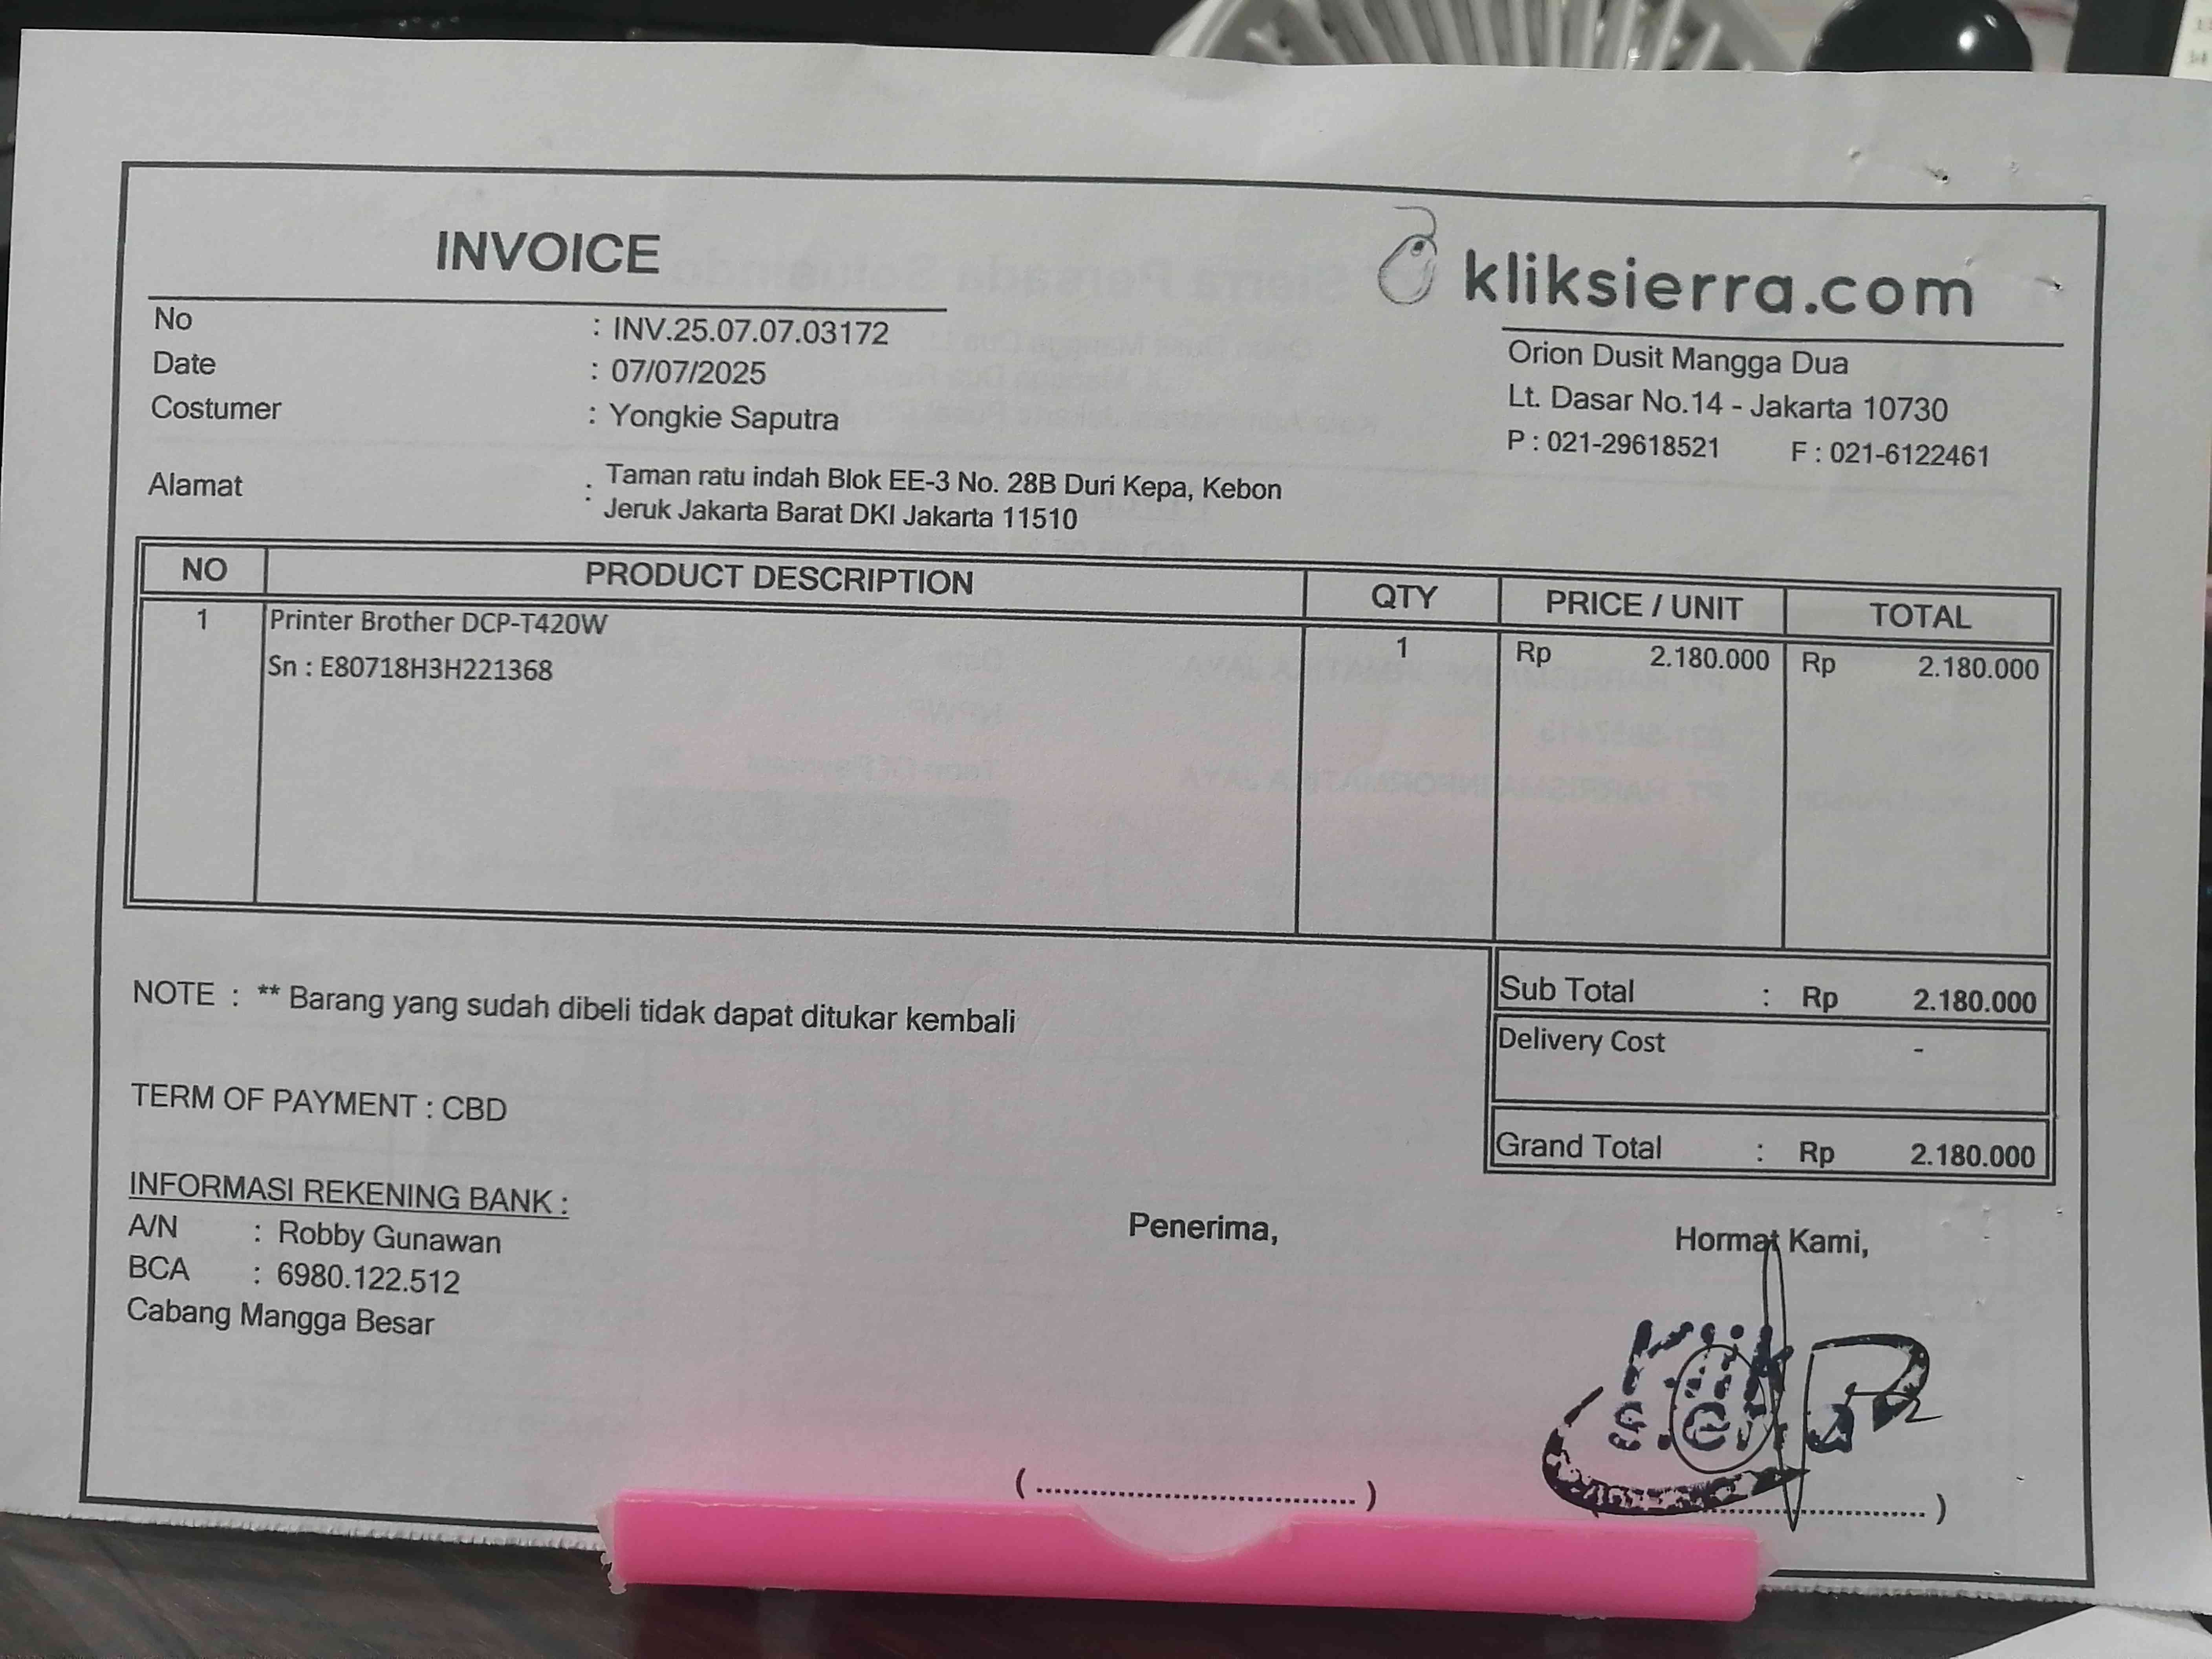 INVOICE
kliksierra.com
No : INV.25.07.07.03172
Date : 07/07/2025
Costumer : Yongkie Saputra
Alamat : Taman ratu indah Blok EE-3 No. 28B Duri Kepa, Kebon
Jeruk Jakarta Barat DKI Jakarta 11510
Orion Dusit Mangga Dua
Lt. Dasar No.14 - Jakarta 10730
P : 021-29618521 F : 021-6122461
NO PRODUCT DESCRIPTION QTY PRICE / UNIT TOTAL
1 Printer Brother DCP-T420W 1 Rp 2.180.000 Rp 2.180.000
Sn : E80718H3H221368
Sub Total : Rp 2.180.000
Delivery Cost -
Grand Total : Rp 2.180.000
NOTE : ** Barang yang sudah dibeli tidak dapat ditukar kembali
TERM OF PAYMENT : CBD
INFORMASI REKENING BANK :
A/N : Robby Gunawan
BCA : 6980.122.512
Cabang Mangga Besar
Penerima,
Hormat Kami,
Klik
(.................................)
..............................)